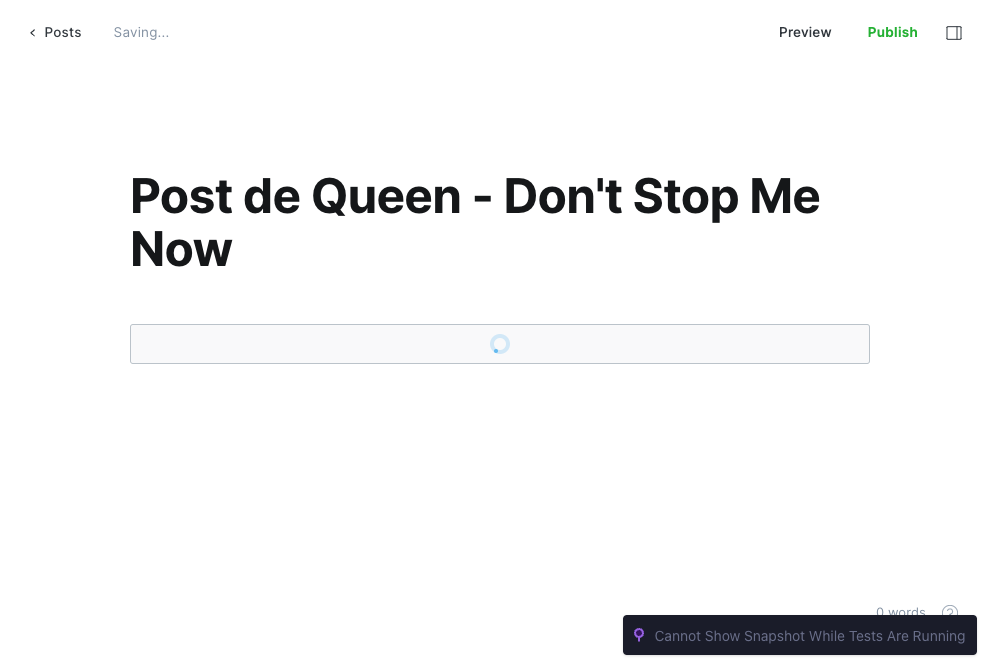 Posts
Saving...
Preview
Publish
Post de Queen - Don't Stop Me
Now
0 words
?
Cannot Show Snapshot While Tests Are Running